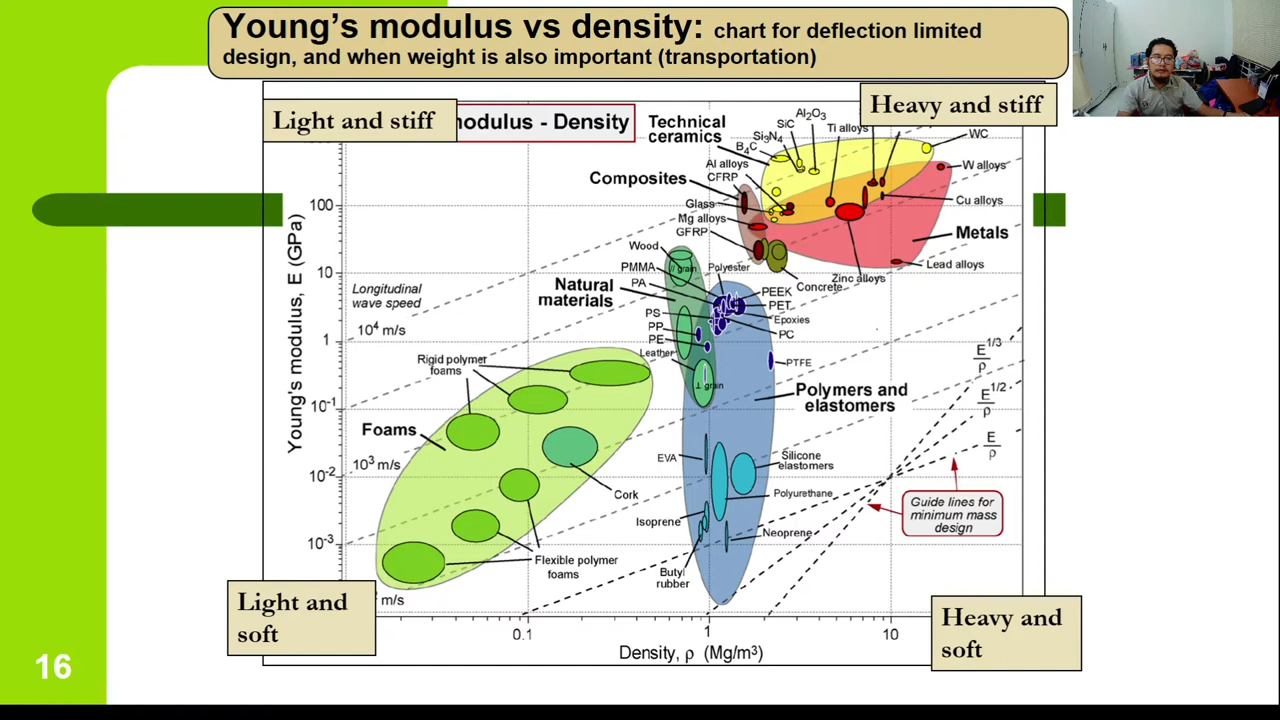 Young's modulus vs density: chart for deflection limited
design, and when weight is also important (transportation)
Light and stiff
odulus - Density
Heavy and stiff
Technical
ceramics
Al2O3
SiC
Si3N4
B4C
Ti alloys
WC
W alloys
Al alloys
CFRP
Composites
Glass
Mg alloys
GFRP
Cu alloys
Metals
Lead alloys
Zinc alloys
Concrete
Wood
// grain
PMMA
Polyester
PA
Natural
materials
PEEK
PET
Epoxies
PC
PS
PP
PE
Leather
⊥ grain
PTFE
Polymers and
elastomers
Longitudinal
wave speed
10⁴ m/s
Rigid polymer
foams
Foams
10³ m/s
Cork
EVA
Silicone
elastomers
Polyurethane
Isoprene
Neoprene
Butyl
rubber
Flexible polymer
foams
m/s
E^1/3
ρ
E^1/2
ρ
E
ρ
Guide lines for
minimum mass
design
Young's modulus, E (GPa)
100
10
1
10⁻¹
10⁻²
10⁻³
0.1
1
10
Density, ρ (Mg/m³)
Light and
soft
Heavy and
soft
16